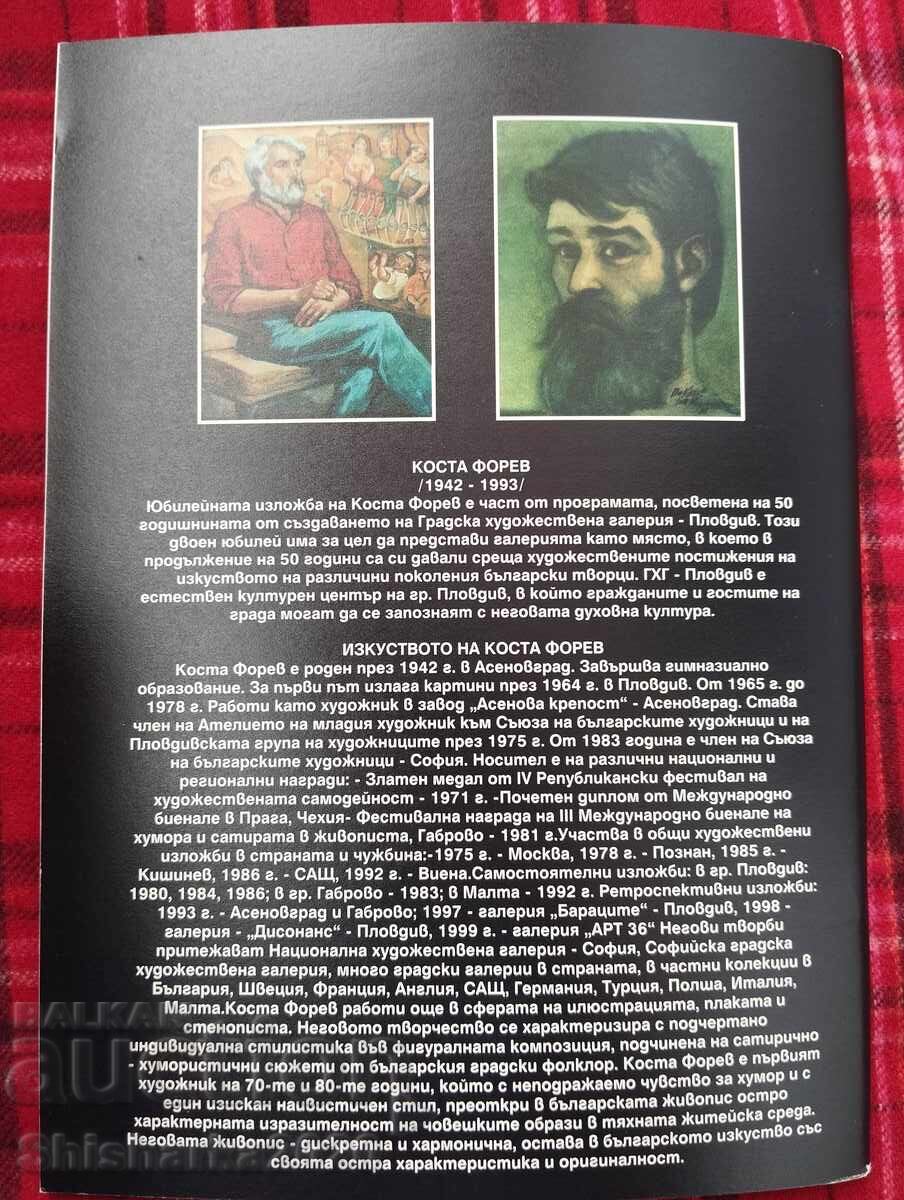 КОСТА ФОРЕВ
/1942 - 1993/
Юбилейната изложба на Коста Форев е част от програмата, посветена на 50
годишнината от създаването на Градска художествена галерия - Пловдив. Този
двоен юбилей има за цел да представи галерията като място, в което в
продължение на 50 години са си давали среща художествените постижения на
изкуството на различини поколения български творци. ГХГ - Пловдив е
естествен културен център на гр. Пловдив, в който гражданите и гостите на
града могат да се запознаят с неговата духовна култура.
ИЗКУСТВОТО НА КОСТА ФОРЕВ
Коста Форев е роден през 1942 г. в Асеновград. Завършва гимназиално
образование. За първи път излага картини през 1964 г. в Пловдив. От 1965 г. до
1978 г. Работи като художник в завод „Асенова крепост“ - Асеновград. Става
член на Ателието на младия художник към Съюза на българските художници и на
Пловдивската група на художниците през 1975 г. От 1983 година е член на Съюза
на българските художници - София. Носител е на различни национални и
регионални награди: - Златен медал от IV Републикански фестивал на
художествената самодейност - 1971 г. -Почетен диплом от Международно
биенале в Прага, Чехия- Фестивална награда на III Международно биенале на
хумора и сатирата в живописта, Габрово - 1981 г.Участва в общи художествени
изложби в страната и чужбина:-1975 г. - Москва, 1978 г. - Познан, 1985 г. -
Кишинев, 1986 г. - САЩ, 1992 г. - Виена.Самостоятелни изложби: в гр. Пловдив:
1980, 1984, 1986; в гр. Габрово - 1983; в Малта - 1992 г. Ретроспективни изложби:
1993 г. - Асеновград и Габрово; 1997 - галерия „Бараците“ - Пловдив, 1998 -
галерия - „Дисонанс“ - Пловдив, 1999 г. - галерия „АРТ 36“ Негови творби
притежават Национална художествена галерия - София, Софийска градска
художествена галерия, много градски галерии в страната, в частни колекции в
България, Швеция, Франция, Англия, САЩ, Германия, Турция, Полша, Италия,
Малта.Коста Форев работи още в сферата на илюстрацията, плаката и
стенописта. Неговото творчество се характеризира с подчертано
индивидуална стилистика във фигуралната композиция, подчинена на сатирично
- хумористични сюжети от българския градски фолклор. Коста Форев е първият
художник на 70-те и 80-те години, който с неподражаемо чувство за хумор и с
един изискан наивистичен стил, преоткри в българската живопис остро
характерната изразителност на човешките образи в тяхната житейска среда.
Неговата живопис - дискретна и хармонична, остава в българското изкуство със
своята остра характеристика и оригиналност.
BALKAN
auction